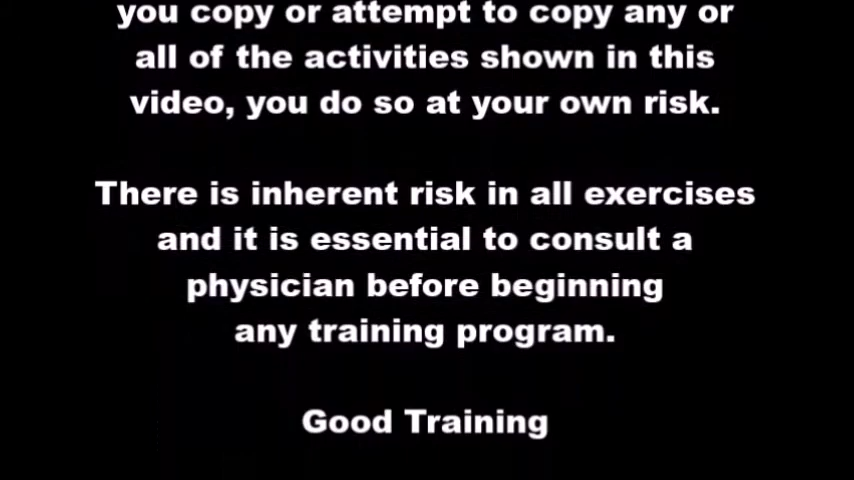 you copy or attempt to copy any or
all of the activities shown in this
video, you do so at your own risk.
There is inherent risk in all exercises
and it is essential to consult a
physician before beginning
any training program.
Good Training